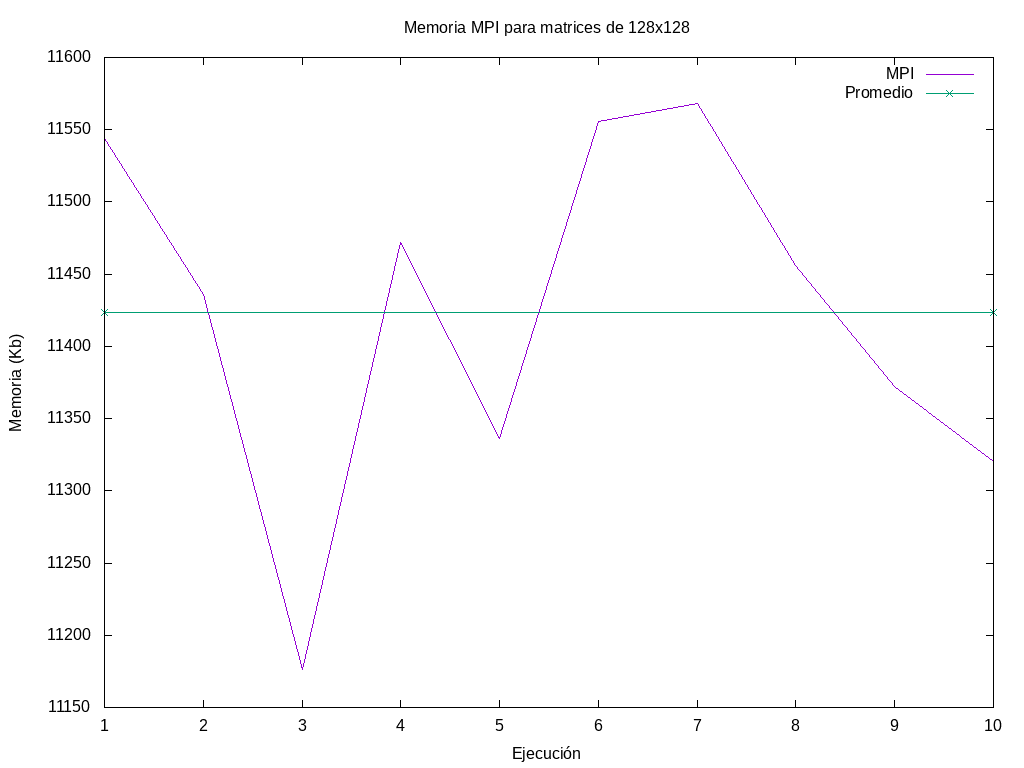 Memoria MPI para matrices de 128x128
11600
11550
11500
11450
11400
11350
11300
11250
11200
11150
Memoria (Kb)
MPI
Promedio
1 2 3 4 5 6 7 8 9 10
Ejecución